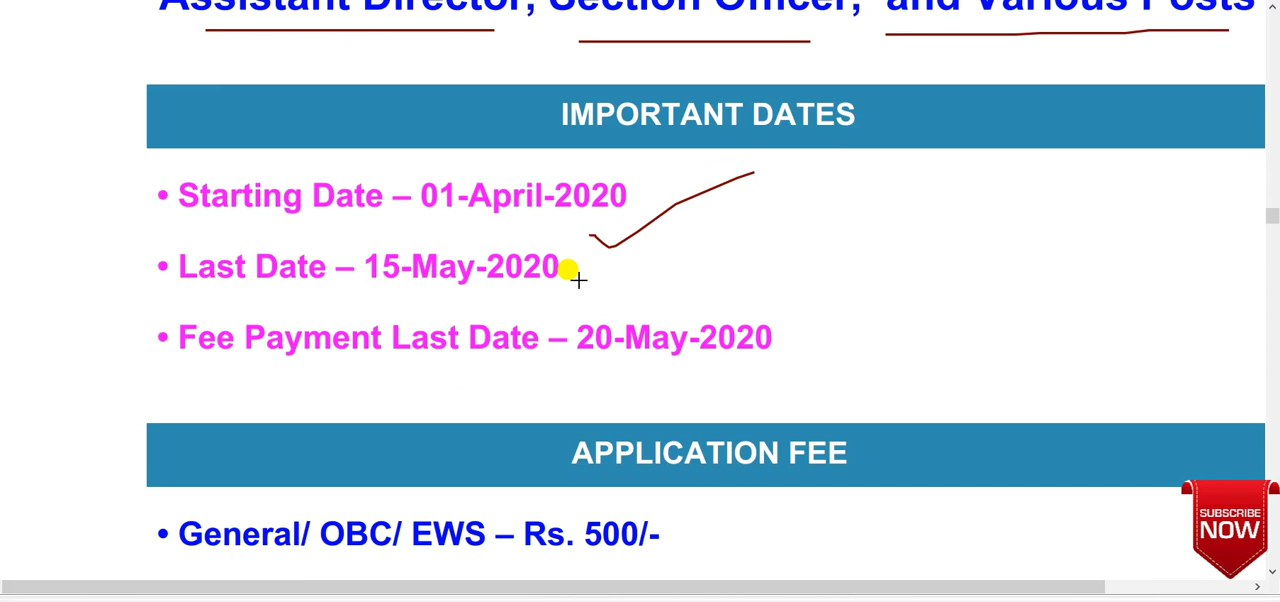 Assistant Director, Section Officer, and Various Posts
IMPORTANT DATES
• Starting Date – 01-April-2020
• Last Date – 15-May-2020
• Fee Payment Last Date – 20-May-2020
APPLICATION FEE
• General/ OBC/ EWS – Rs. 500/-
SUBSCRIBE
NOW